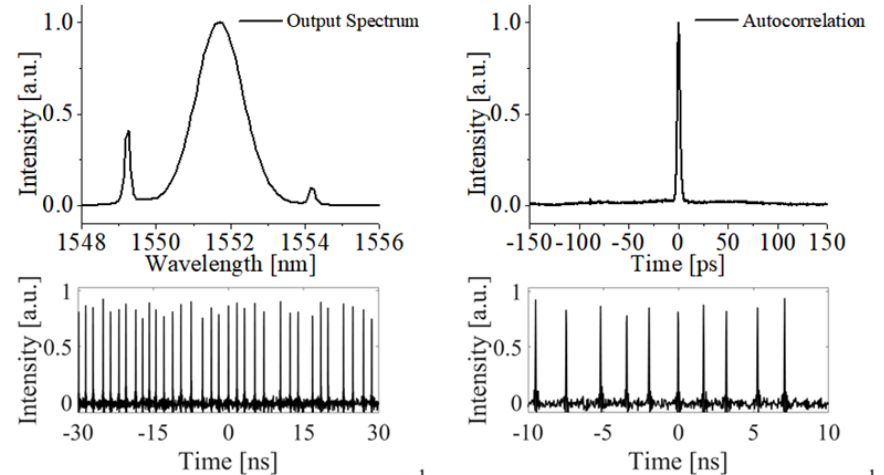 Output Spectrum
Intensity [a.u.]
1.0
0.5
0.0
1548 1550 1552 1554 1556
Wavelength [nm]
Autocorrelation
Intensity [a.u.]
1.0
0.5
0.0
-150 -100 -50 0 50 100 150
Time [ps]
Intensity [a.u.]
1
0.5
0
-30 -15 0 15 30
Time [ns]
Intensity [a.u.]
1
0.5
0
-10 -5 0 5 10
Time [ns]